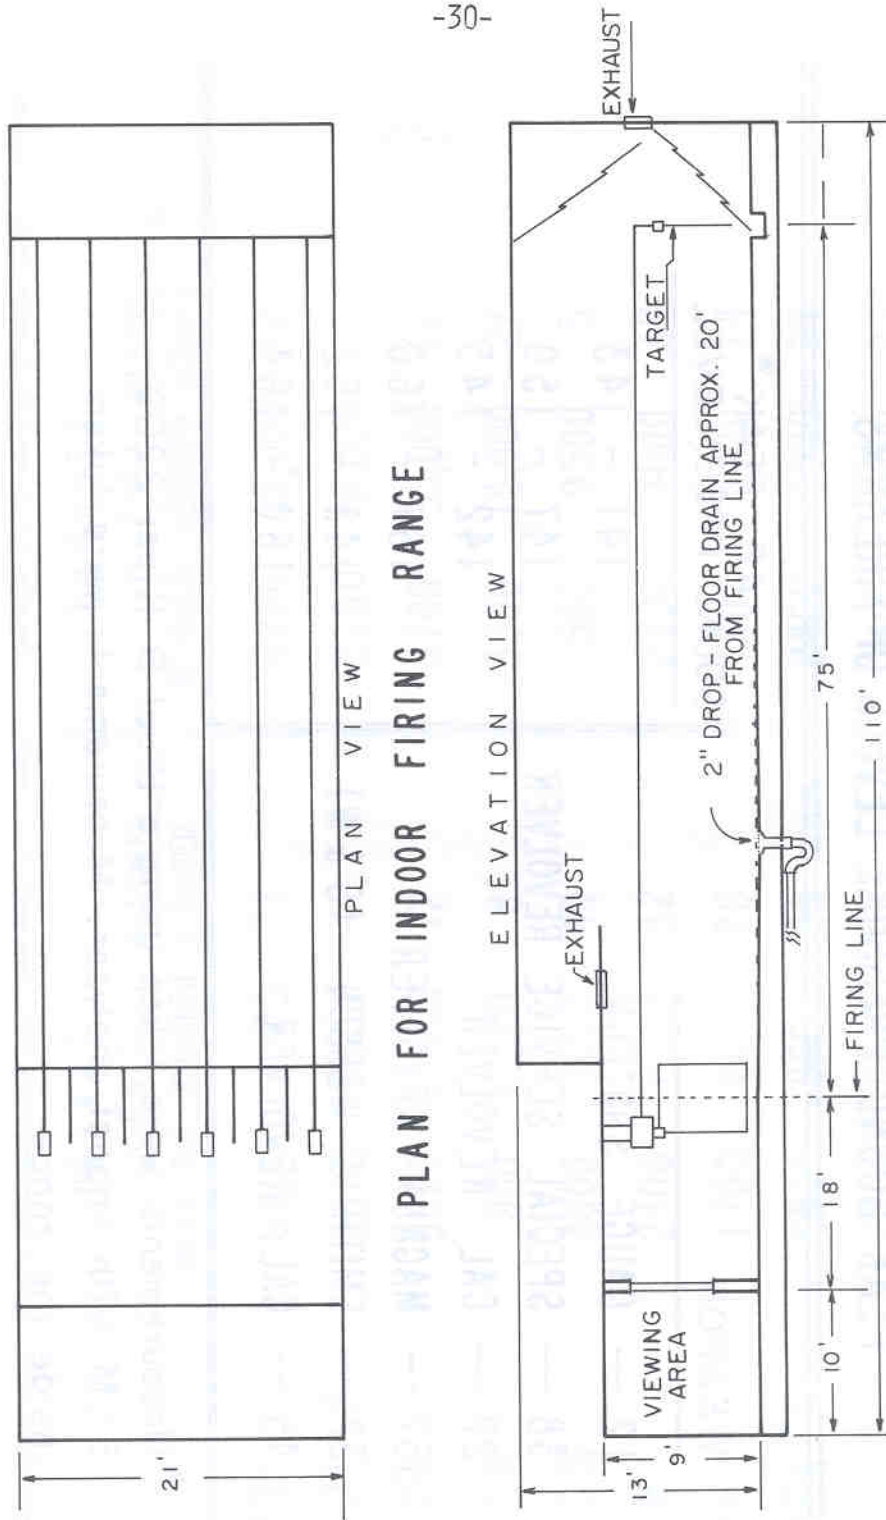 -30-
21'
PLAN VIEW
PLAN FOR INDOOR FIRING RANGE
ELEVATION VIEW
EXHAUST
EXHAUST
TARGET
2" DROP - FLOOR DRAIN APPROX. 20'
FROM FIRING LINE
VIEWING
AREA
13'
9'
10'
18'
75'
FIRING LINE
110'